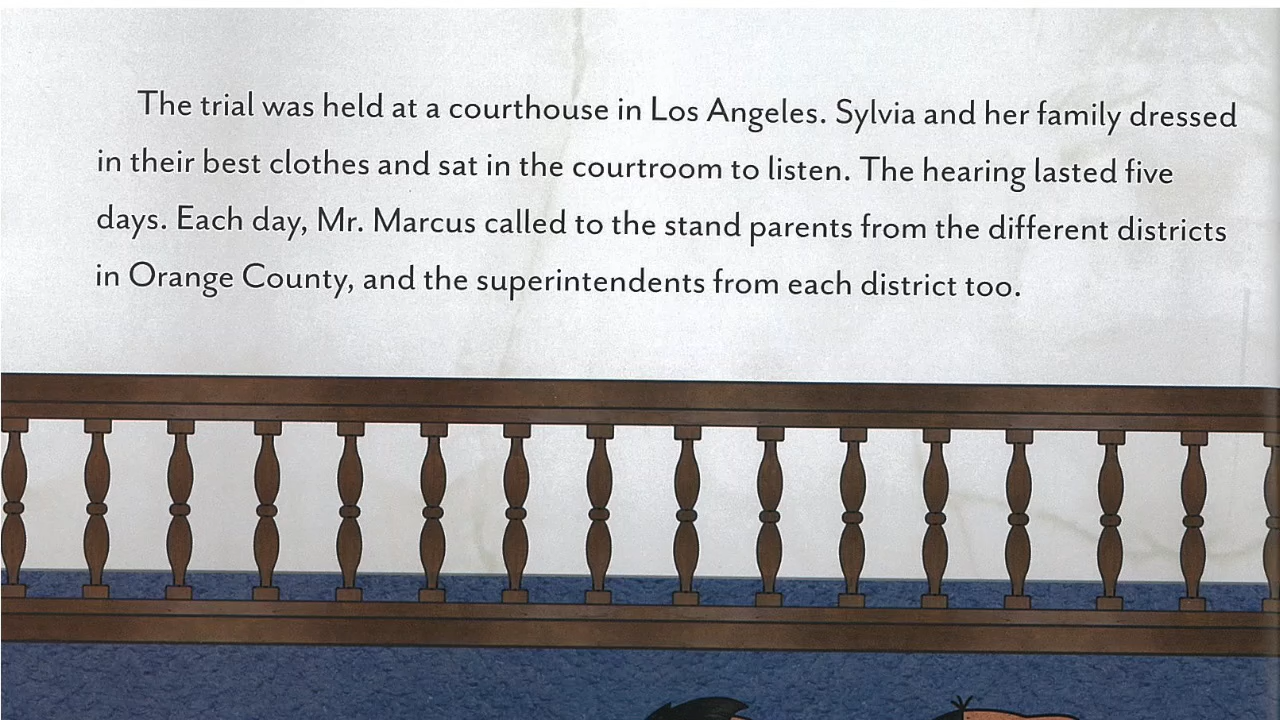 The trial was held at a courthouse in Los Angeles. Sylvia and her family dressed
in their best clothes and sat in the courtroom to listen. The hearing lasted five
days. Each day, Mr. Marcus called to the stand parents from the different districts
in Orange County, and the superintendents from each district too.